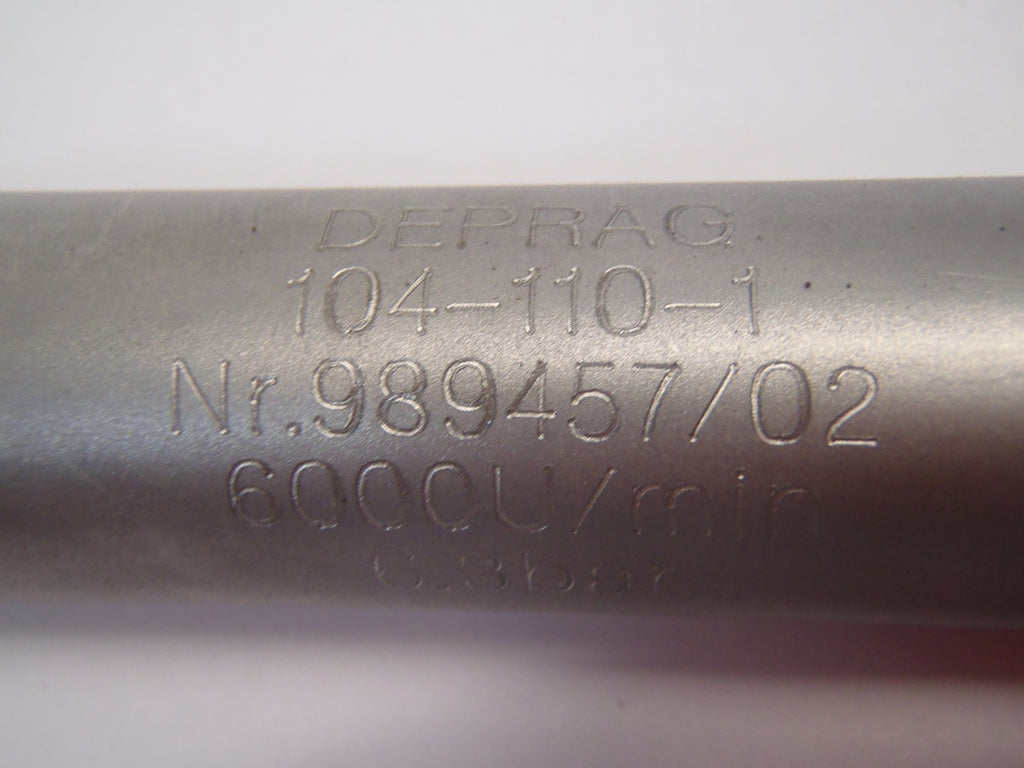 DEPRAG
104-110-1
Nr.989457/02
6000U/min
6.3bar